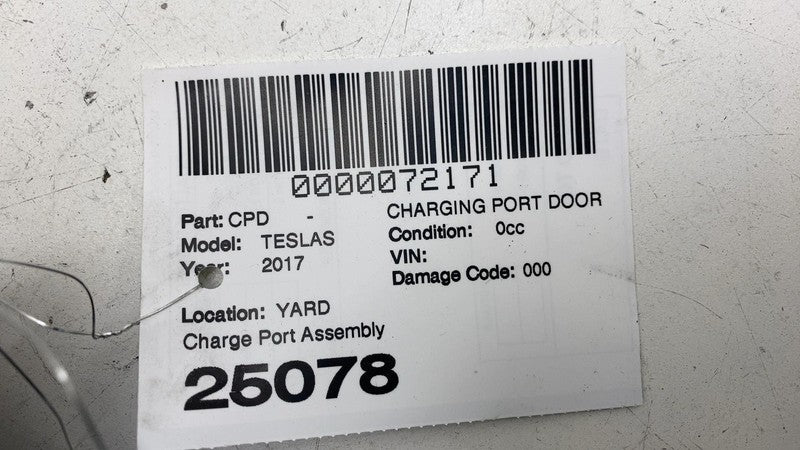 0000072171
Part: CPD - CHARGING PORT DOOR
Model: TESLAS Condition: 0cc
Year: 2017 VIN:
Damage Code: 000
Location: YARD
Charge Port Assembly
25078